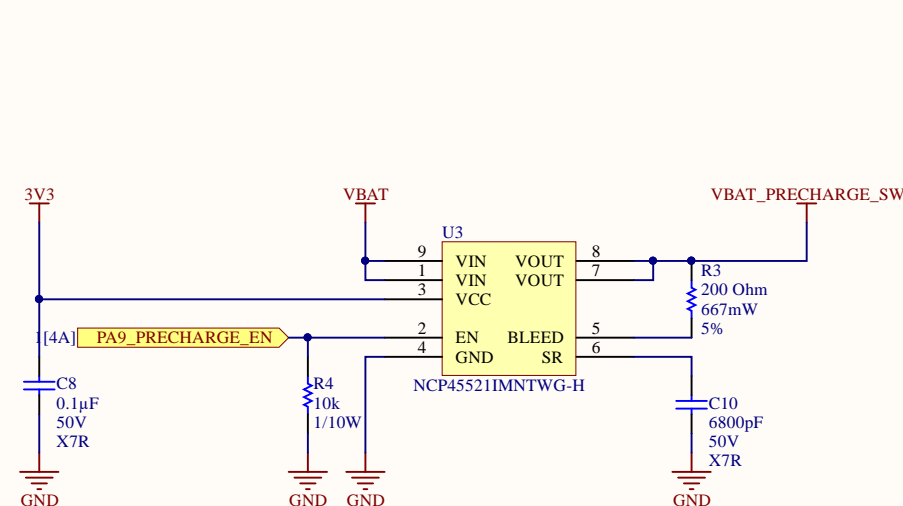 3V3
VBAT
VBAT_PRECHARGE_SW
U3
9
VIN
VOUT
8
1
VIN
VOUT
7
3
VCC
R3
200 Ohm
667mW
5%
[4A]
PA9_PRECHARGE_EN
2
EN
BLEED
5
4
GND
SR
6
NCP45521IMNTWG-H
C8
0.1µF
50V
X7R
R4
10k
1/10W
C10
6800pF
50V
X7R
GND
GND
GND
GND